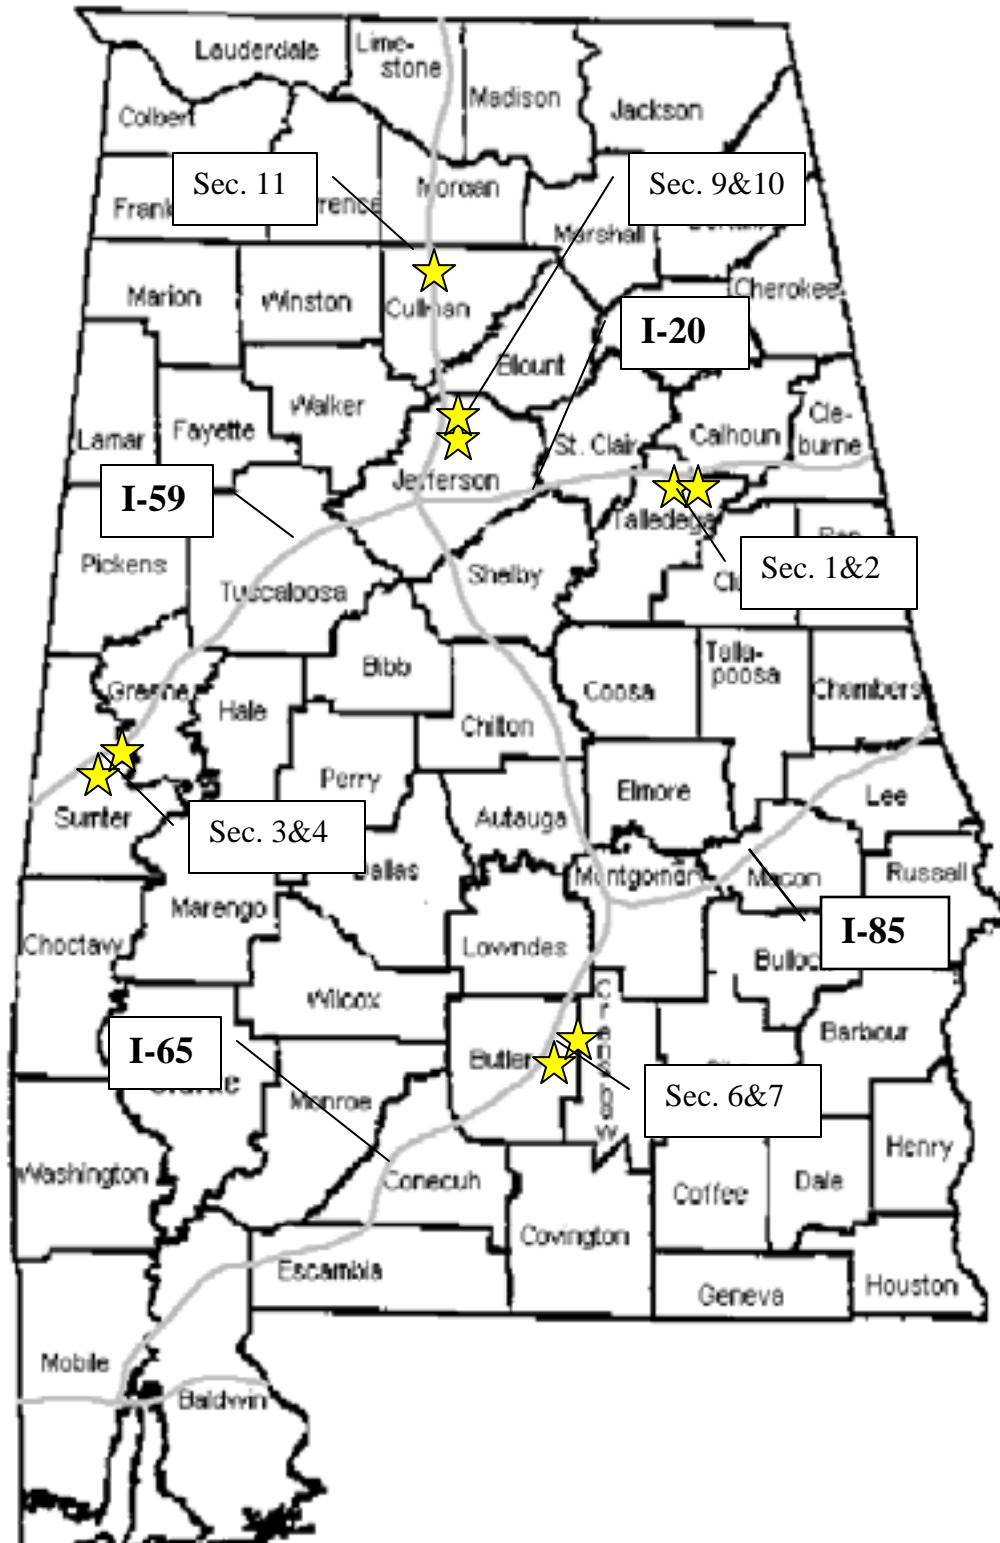 Lauderdale
Lime-
stone
Madison
Jackson
Colbert
Sec. 11
Morgan
Sec. 9&10
Marshall
Cherokee
Marion
Winston
Cullman
I-20
Blount
Walker
Fayette
Lamar
St. Clair
Calhoun
Cle-
burne
Jefferson
I-59
Talledega
Pickens
Tuscaloosa
Shelby
Sec. 1&2
Bibb
Greene
Hale
Coosa
Talla-
poosa
Chambers
Chilton
Perry
Elmore
Lee
Sumter
Sec. 3&4
Autauga
Montgomery
Macon
Russell
Marengo
Choctaw
Lowndes
I-85
Wilcox
Barbour
I-65
Butler
Crenshaw
Sec. 6&7
Monroe
Washington
Conecuh
Henry
Coffee
Dale
Covington
Escambia
Geneva
Houston
Mobile
Baldwin